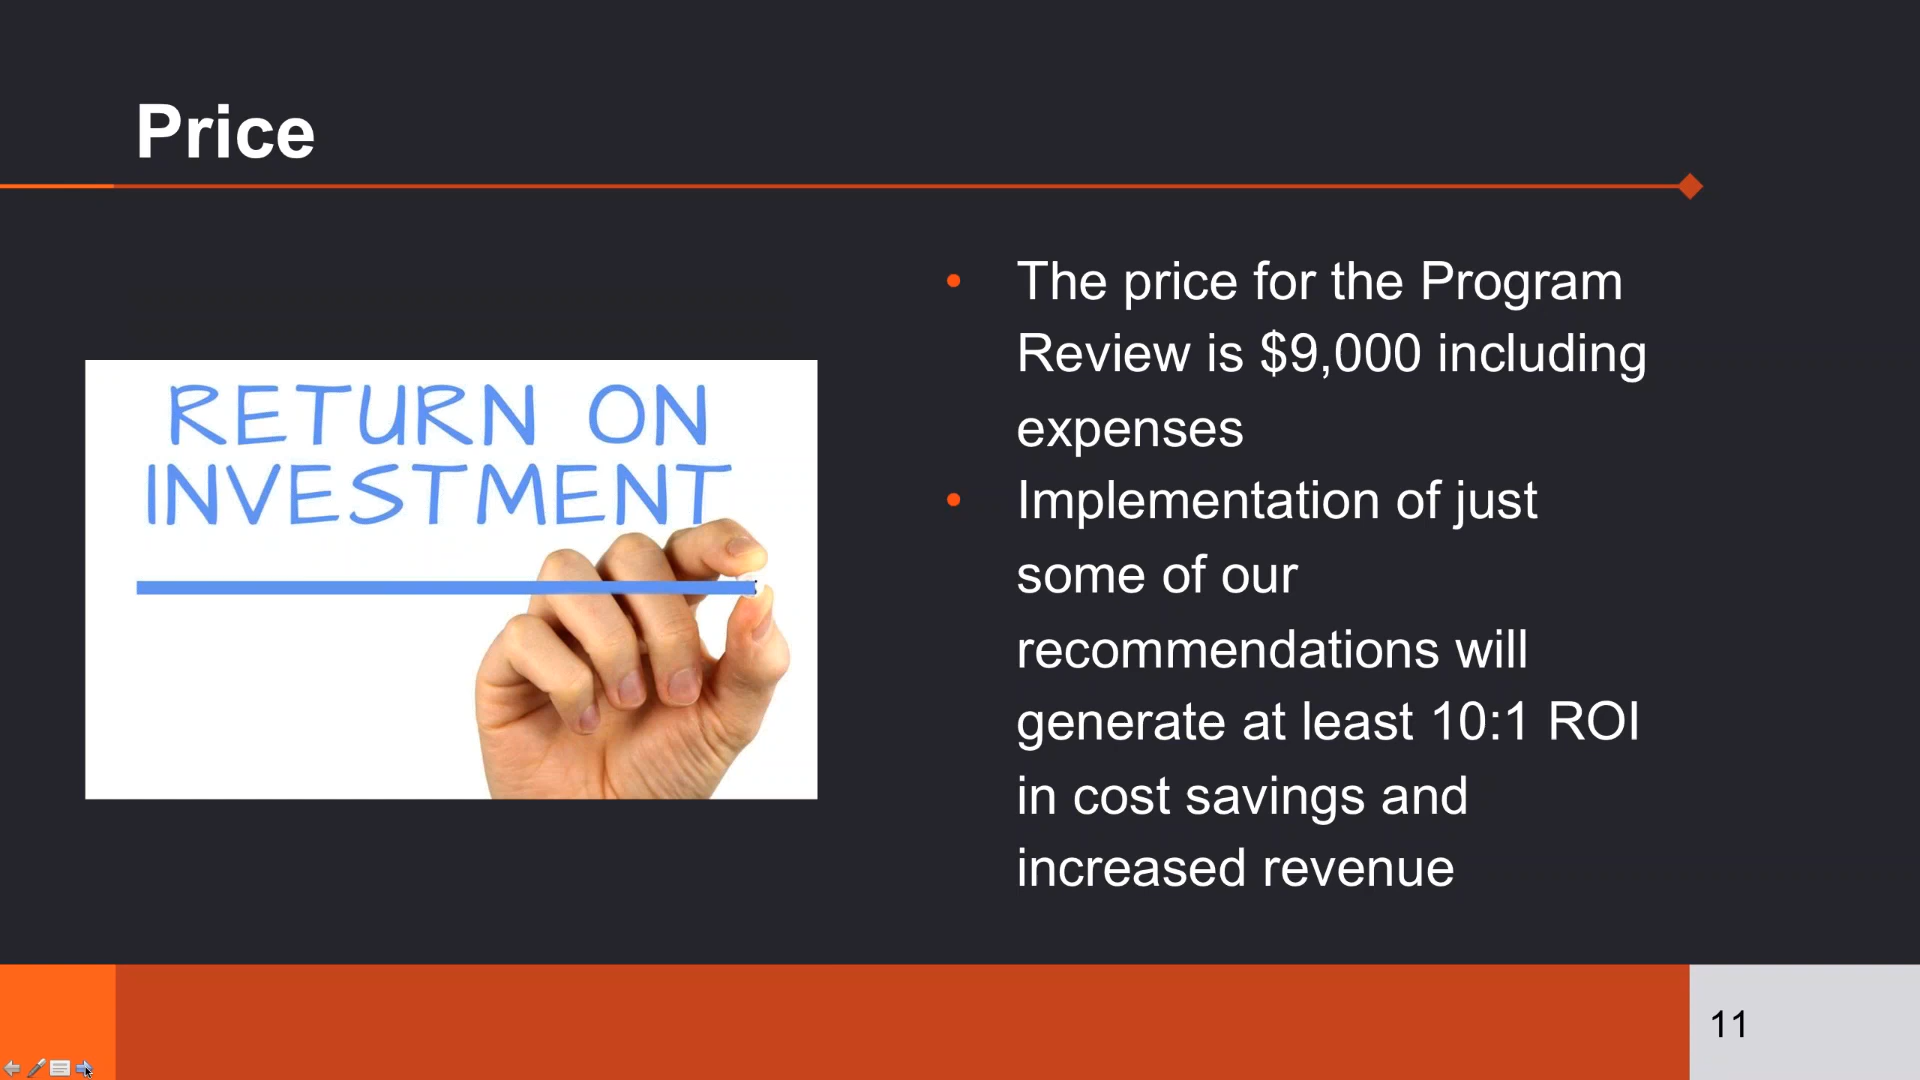 Price
RETURN ON
INVESTMENT
• The price for the Program
Review is $9,000 including
expenses
• Implementation of just
some of our
recommendations will
generate at least 10:1 ROI
in cost savings and
increased revenue
11